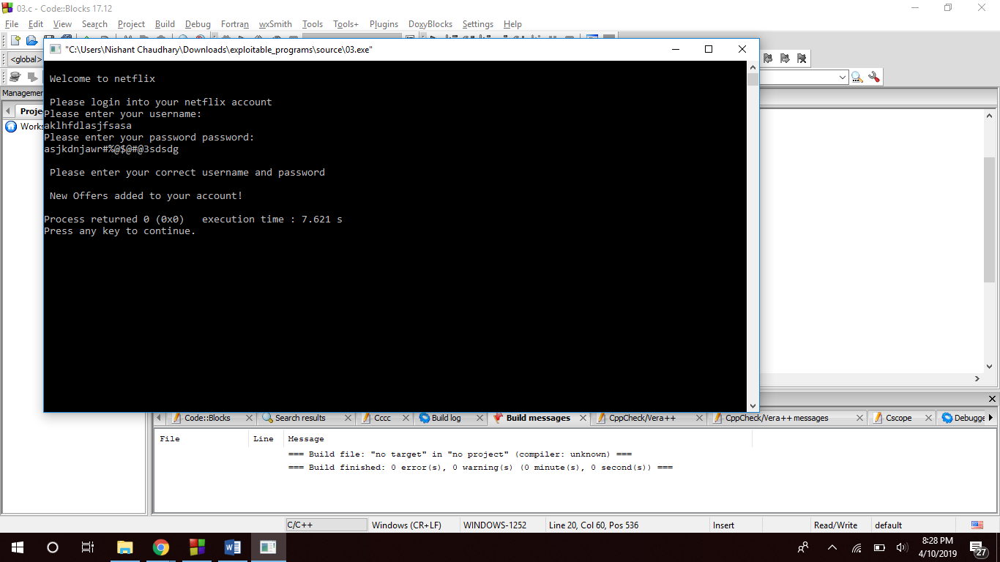 03.c - Code::Blocks 17.12
File Edit View Search Project Build Debug Fortran wxSmith Tools Tools+ Plugins DoxyBlocks Settings Help
"C:\Users\Nishant Chaudhary\Downloads\exploitable_programs\source\03.exe"
<global>
Managemen
Proje
Works
Welcome to netflix
Please login into your netflix account
Please enter your username:
aklhfdlasjfsasa
Please enter your password password:
asjkdnjawr#%@$@#@3sdsdg
Please enter your correct username and password
New Offers added to your account!
Process returned 0 (0x0)   execution time : 7.621 s
Press any key to continue.
Code::Blocks Search results Cccc Build log Build messages CppCheck/Vera++ CppCheck/Vera++ messages Cscope Debugge
File Line Message
=== Build file: "no target" in "no project" (compiler: unknown) ===
=== Build finished: 0 error(s), 0 warning(s) (0 minute(s), 0 second(s)) ===
C/C++ Windows (CR+LF) WINDOWS-1252 Line 20, Col 60, Pos 536 Insert Read/Write default
8:28 PM
4/10/2019
27